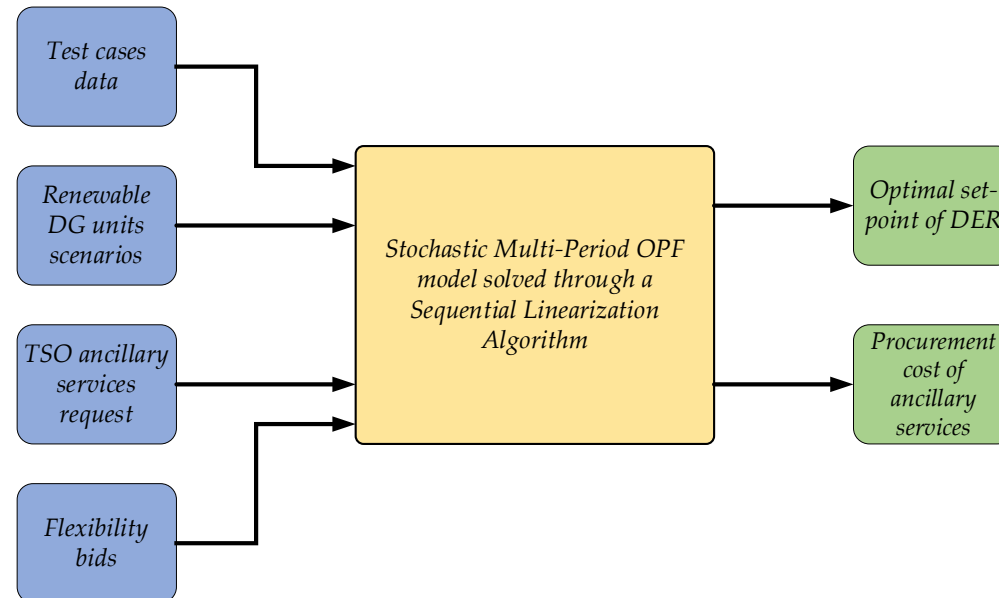 Test cases
data
Renewable
DG units
scenarios
TSO ancillary
services
request
Flexibility
bids
Stochastic Multi-Period OPF
model solved through a
Sequential Linearization
Algorithm
Optimal set-
point of DER
Procurement
cost of
ancillary
services